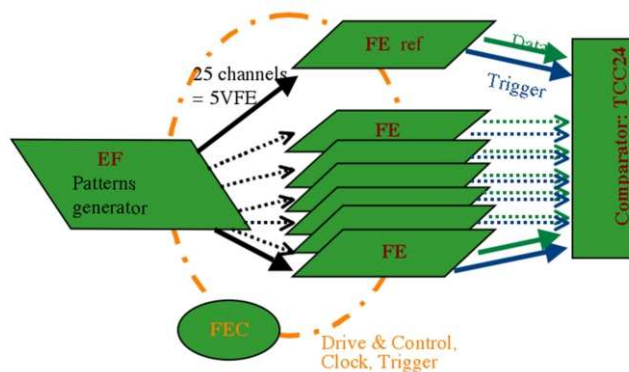 FE ref
Data
25 channels
= 5VFE
Trigger
FE
EF
Patterns
generator
Comparator: TCC24
FE
FEC
Drive & Control,
Clock, Trigger